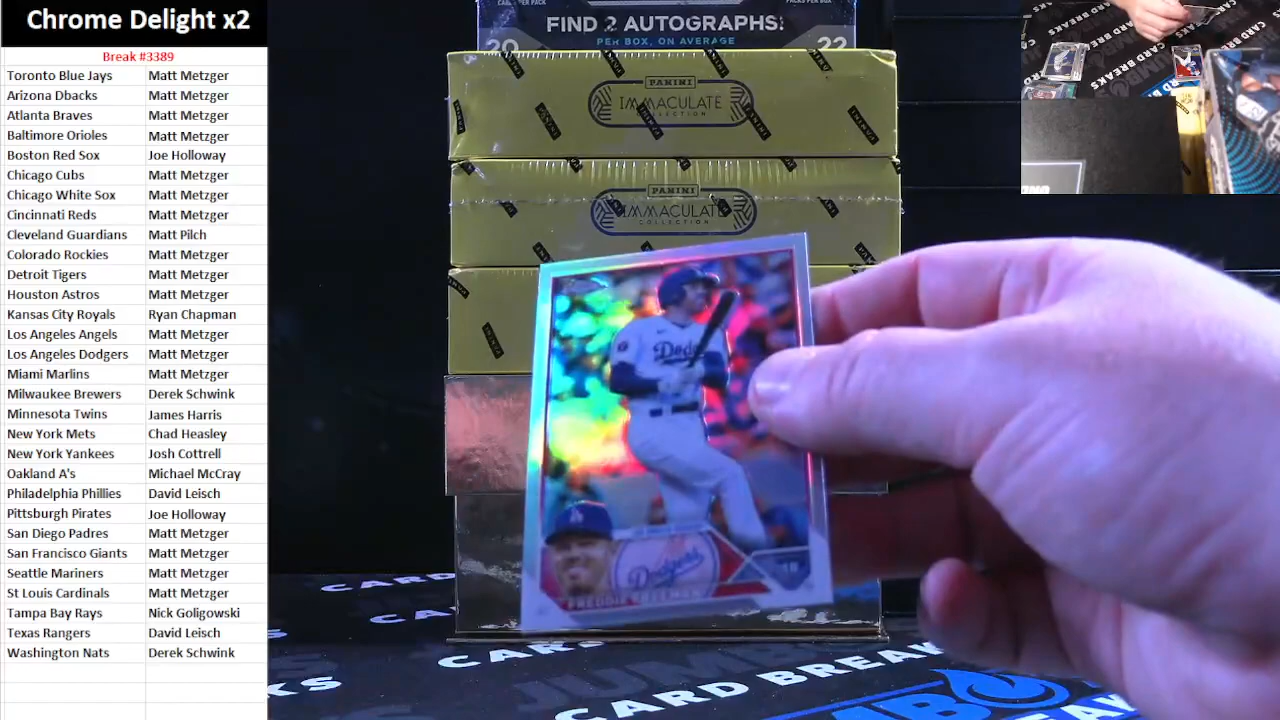 Chrome Delight x2
Break #3389
Toronto Blue Jays Matt Metzger
Arizona Dbacks Matt Metzger
Atlanta Braves Matt Metzger
Baltimore Orioles Matt Metzger
Boston Red Sox Joe Holloway
Chicago Cubs Matt Metzger
Chicago White Sox Matt Metzger
Cincinnati Reds Matt Metzger
Cleveland Guardians Matt Pilch
Colorado Rockies Matt Metzger
Detroit Tigers Matt Metzger
Houston Astros Matt Metzger
Kansas City Royals Ryan Chapman
Los Angeles Angels Matt Metzger
Los Angeles Dodgers Matt Metzger
Miami Marlins Matt Metzger
Milwaukee Brewers Derek Schwink
Minnesota Twins James Harris
New York Mets Chad Heasley
New York Yankees Josh Cottrell
Oakland A's Michael McCray
Philadelphia Phillies David Leisch
Pittsburgh Pirates Joe Holloway
San Diego Padres Matt Metzger
San Francisco Giants Matt Metzger
Seattle Mariners Matt Metzger
St Louis Cardinals Matt Metzger
Tampa Bay Rays Nick Goligowski
Texas Rangers David Leisch
Washington Nats Derek Schwink
FIND 2 AUTOGRAPHS!
PER BOX, ON AVERAGE
20
22
PANINI
IMMACULATE
COLLECTION
PANINI
IMMACULATE
COLLECTION
Dodgers
FREDDIE FREEMAN
1B
CARD
CARD BREAKS
JUMBO
CARD BREAKS